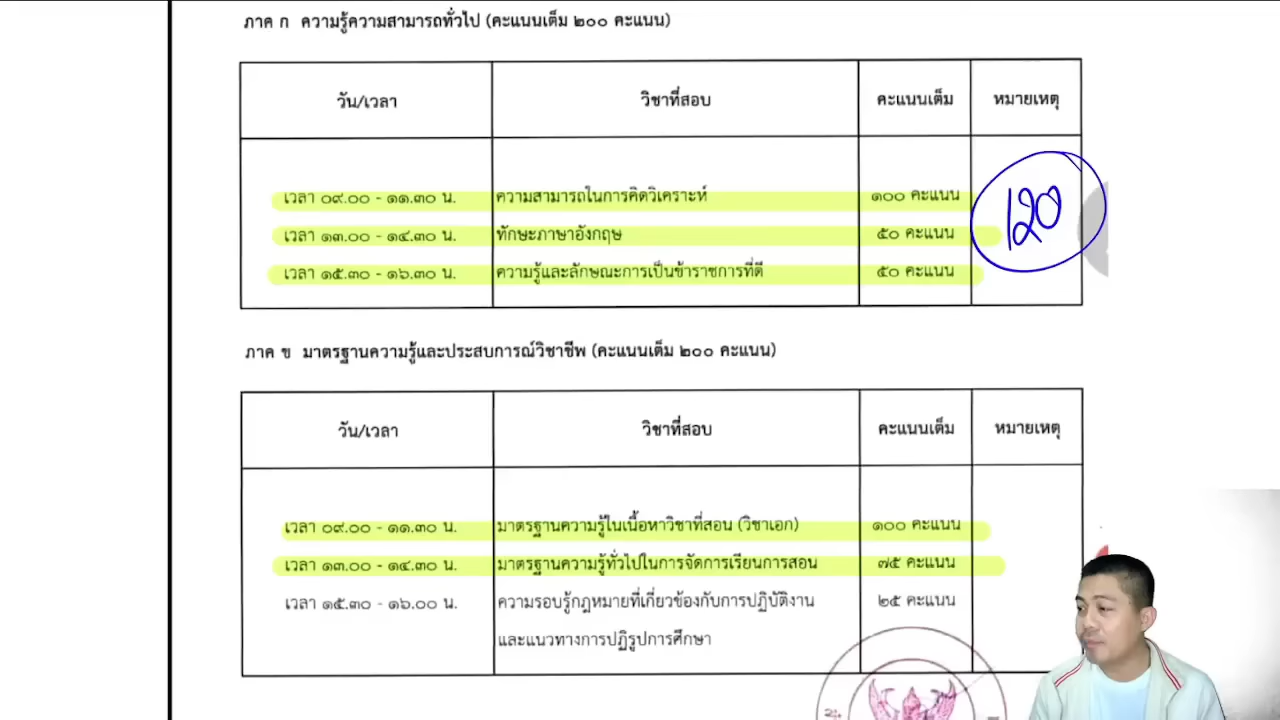 ภาค ก ความรู้ความสามารถทั่วไป (คะแนนเต็ม ๒๐๐ คะแนน)
วัน/เวลา วิชาที่สอบ คะแนนเต็ม หมายเหตุ
เวลา ๐๙.๐๐ - ๑๑.๓๐ น. ความสามารถในการคิดวิเคราะห์ ๑๐๐ คะแนน
120
เวลา ๑๓.๐๐ - ๑๔.๓๐ น. ทักษะภาษาอังกฤษ ๕๐ คะแนน
เวลา ๑๕.๓๐ - ๑๖.๓๐ น. ความรู้และลักษณะการเป็นข้าราชการที่ดี ๕๐ คะแนน
ภาค ข มาตรฐานความรู้และประสบการณ์วิชาชีพ (คะแนนเต็ม ๒๐๐ คะแนน)
วัน/เวลา วิชาที่สอบ คะแนนเต็ม หมายเหตุ
เวลา ๐๙.๐๐ - ๑๑.๓๐ น. มาตรฐานความรู้ในเนื้อหาวิชาที่สอน (วิชาเอก) ๑๐๐ คะแนน
เวลา ๑๓.๐๐ - ๑๔.๓๐ น. มาตรฐานความรู้ทั่วไปในการจัดการเรียนการสอน ๗๕ คะแนน
เวลา ๑๕.๓๐ - ๑๖.๐๐ น. ความรอบรู้กฎหมายที่เกี่ยวข้องกับการปฏิบัติงาน ๒๕ คะแนน
และแนวทางการปฏิรูปการศึกษา